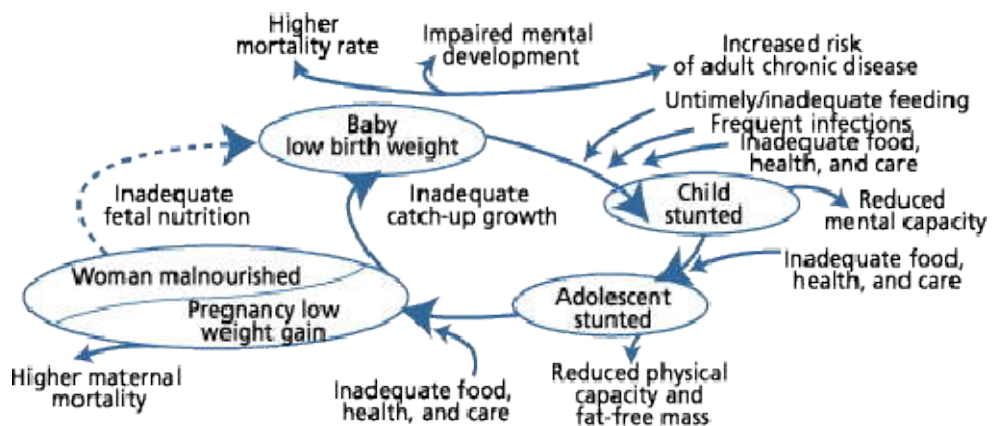 Higher
mortality rate
Impaired mental
development
Increased risk
of adult chronic disease
Untimely/inadequate feeding
Frequent infections
Inadequate food,
health, and care
Baby
low birth weight
Inadequate
fetal nutrition
Inadequate
catch-up growth
Child
stunted
Reduced
mental capacity
Inadequate food,
health, and care
Woman malnourished
Pregnancy low
weight gain
Adolescent
stunted
Higher maternal
mortality
Inadequate food,
health, and care
Reduced physical
capacity and
fat-free mass